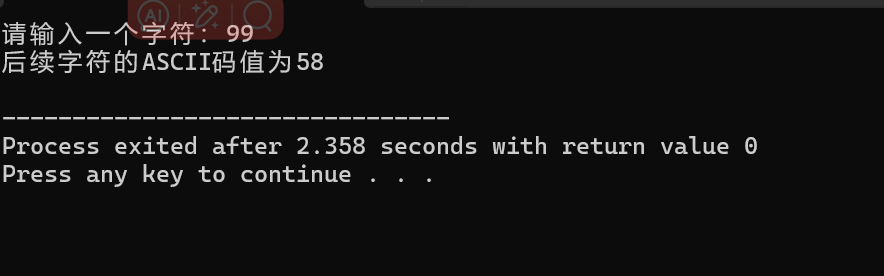 请输入一个字符：99
后续字符的ASCII码值为58
--------------------------------
Process exited after 2.358 seconds with return value 0
Press any key to continue . . .
AI